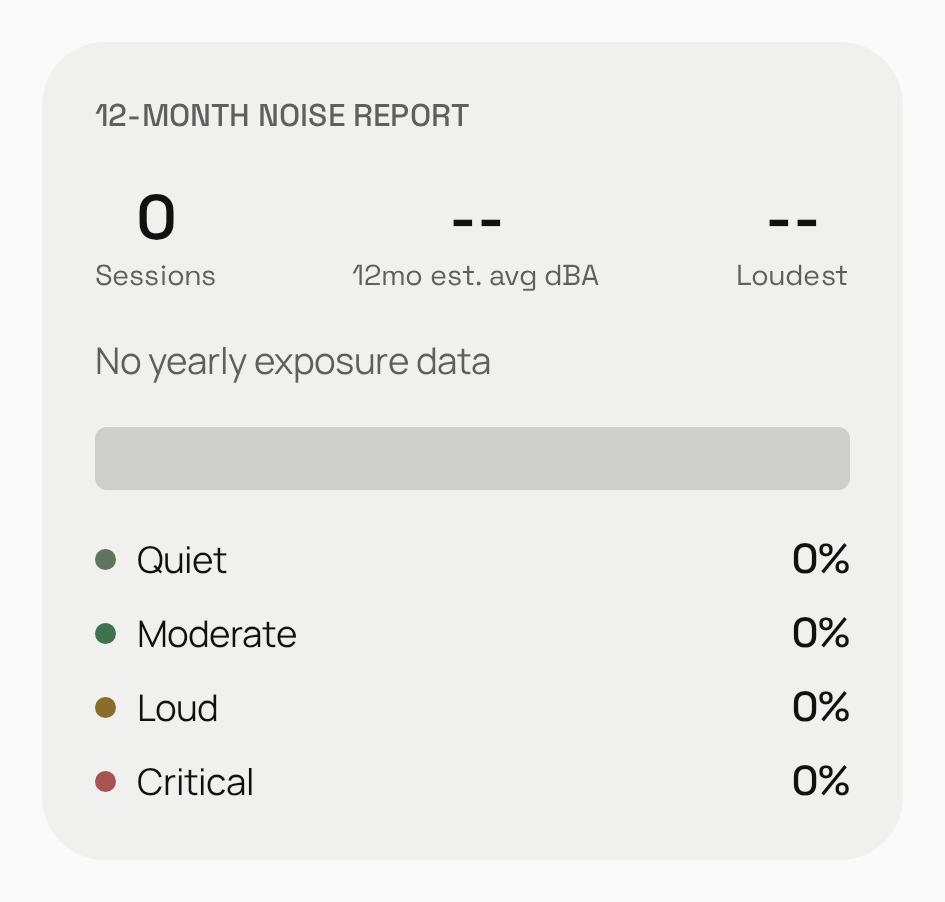 12-MONTH NOISE REPORT
0 -- --
Sessions 12mo est. avg dBA Loudest
No yearly exposure data
Quiet 0%
Moderate 0%
Loud 0%
Critical 0%